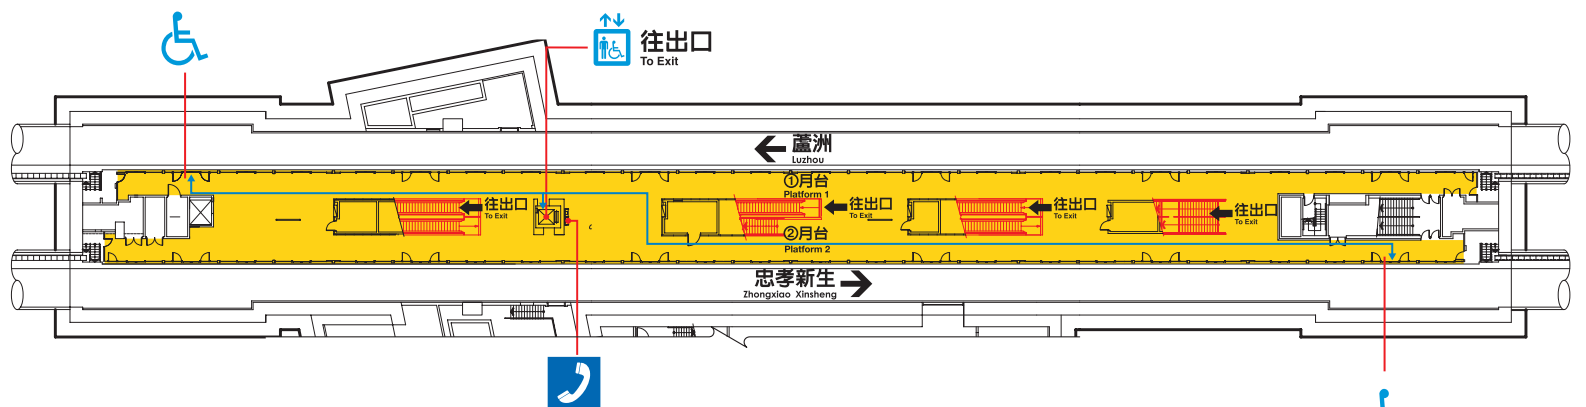 往出口
To Exit
蘆洲
Luzhou
①月台
Platform 1
往出口
To Exit
往出口
To Exit
往出口
To Exit
往出口
To Exit
②月台
Platform 2
忠孝新生
Zhongxiao Xinsheng